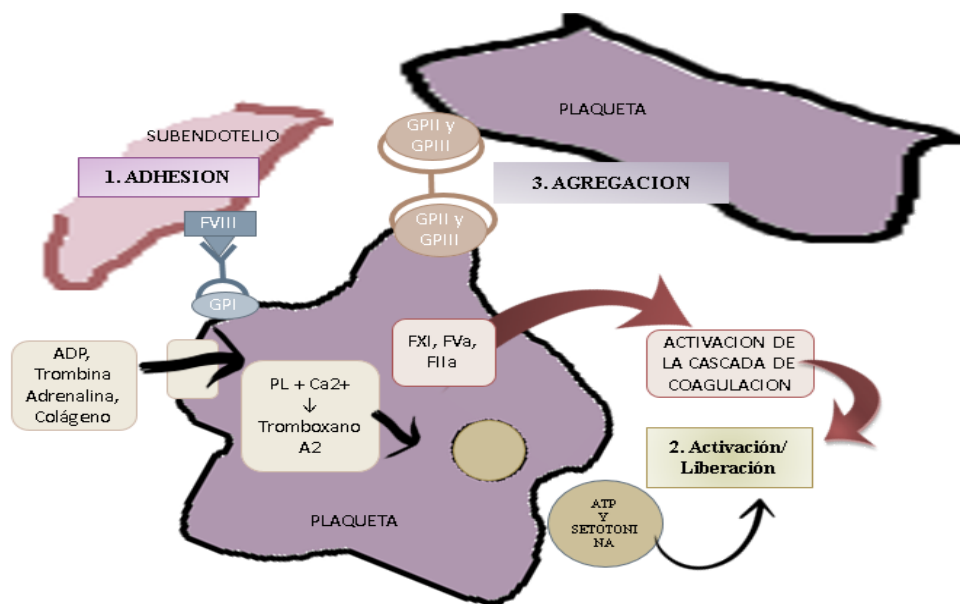 PLAQUETA
SUBENDOTELIO
1. ADHESION
GPII y
GPIII
3. AGREGACION
FVIII
GPII y
GPIII
GPI
ADP,
Trombina
Adrenalina,
Colágeno
PL + Ca2+
↓
Tromboxano
A2
FXI, FVa,
FIIa
ACTIVACION DE
LA CASCADA DE
COAGULACION
2. Activación/
Liberación
PLAQUETA
ATP
Y
SETOTONI
NA